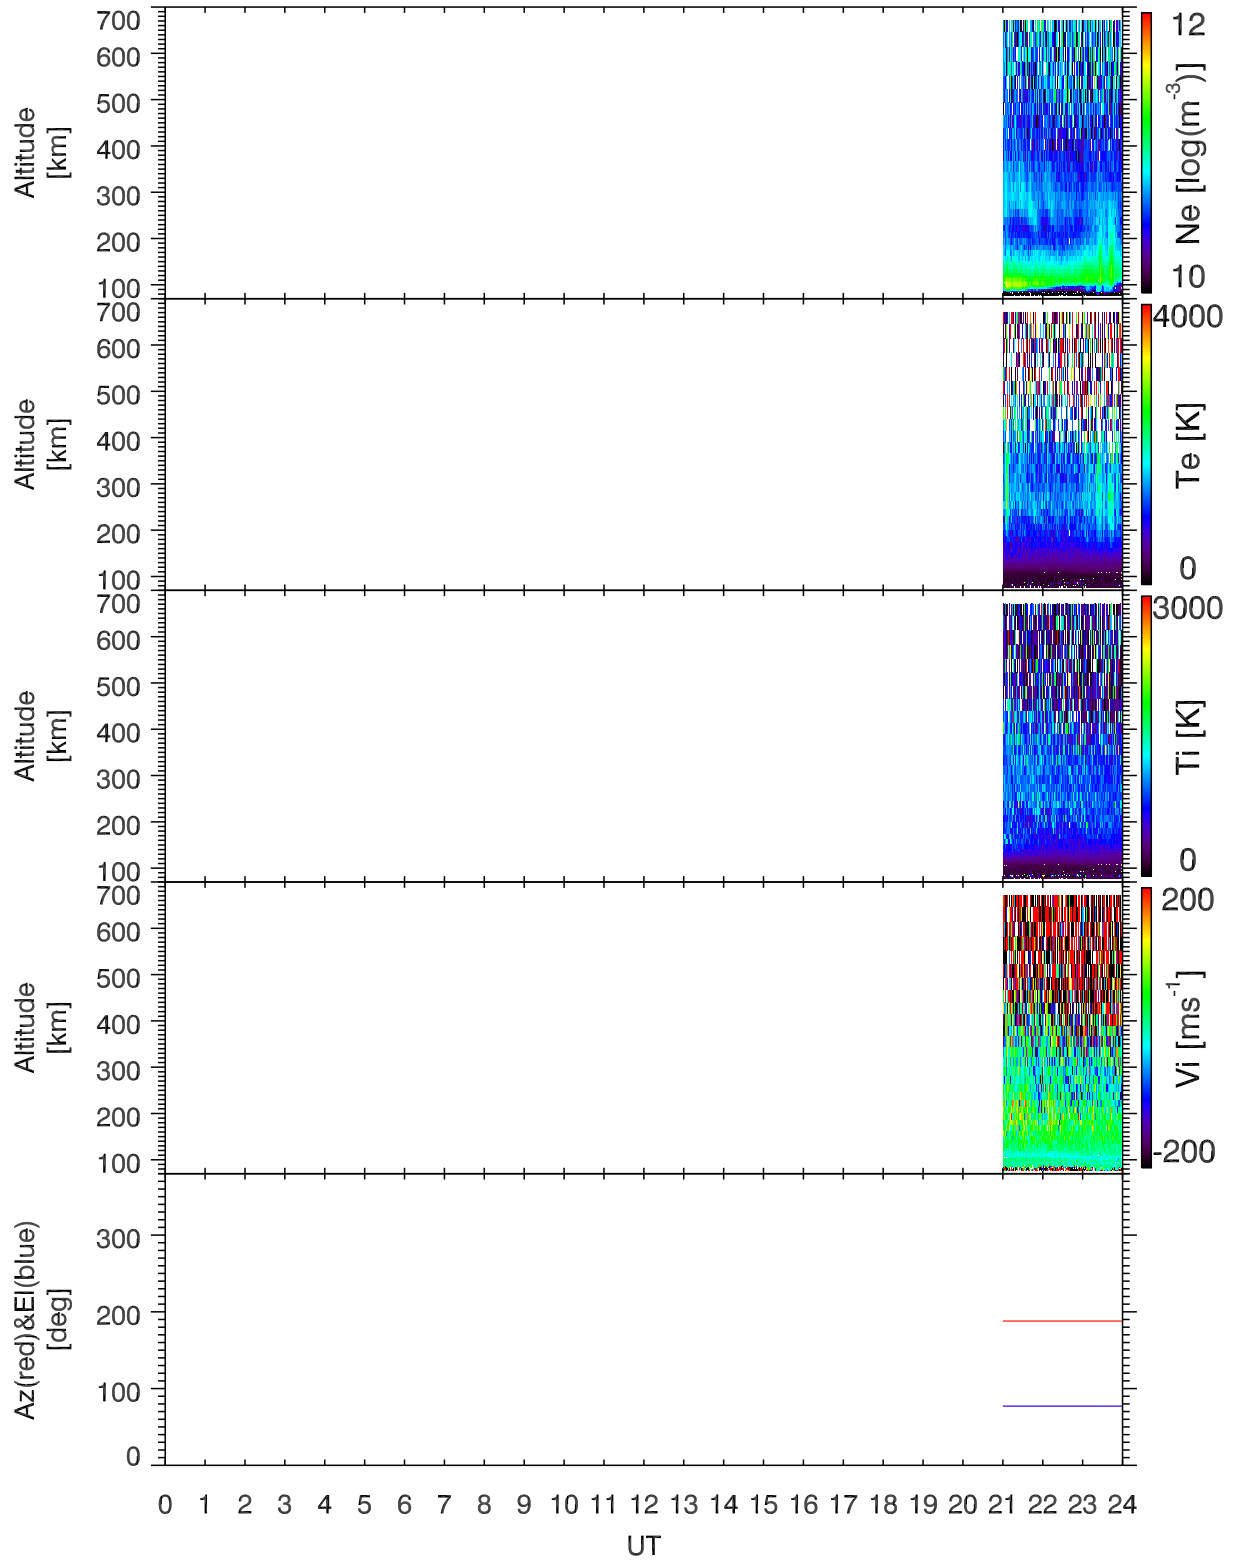 700
600
500
400
300
200
100
Altitude
[km]
12
Ne [log(m⁻³)]
10
700
600
500
400
300
200
100
Altitude
[km]
4000
Te [K]
0
700
600
500
400
300
200
100
Altitude
[km]
3000
Ti [K]
0
700
600
500
400
300
200
100
Altitude
[km]
200
Vi [ms⁻¹]
-200
300
200
100
0
Az(red)&El(blue)
[deg]
0 1 2 3 4 5 6 7 8 9 10 11 12 13 14 15 16 17 18 19 20 21 22 23 24
UT